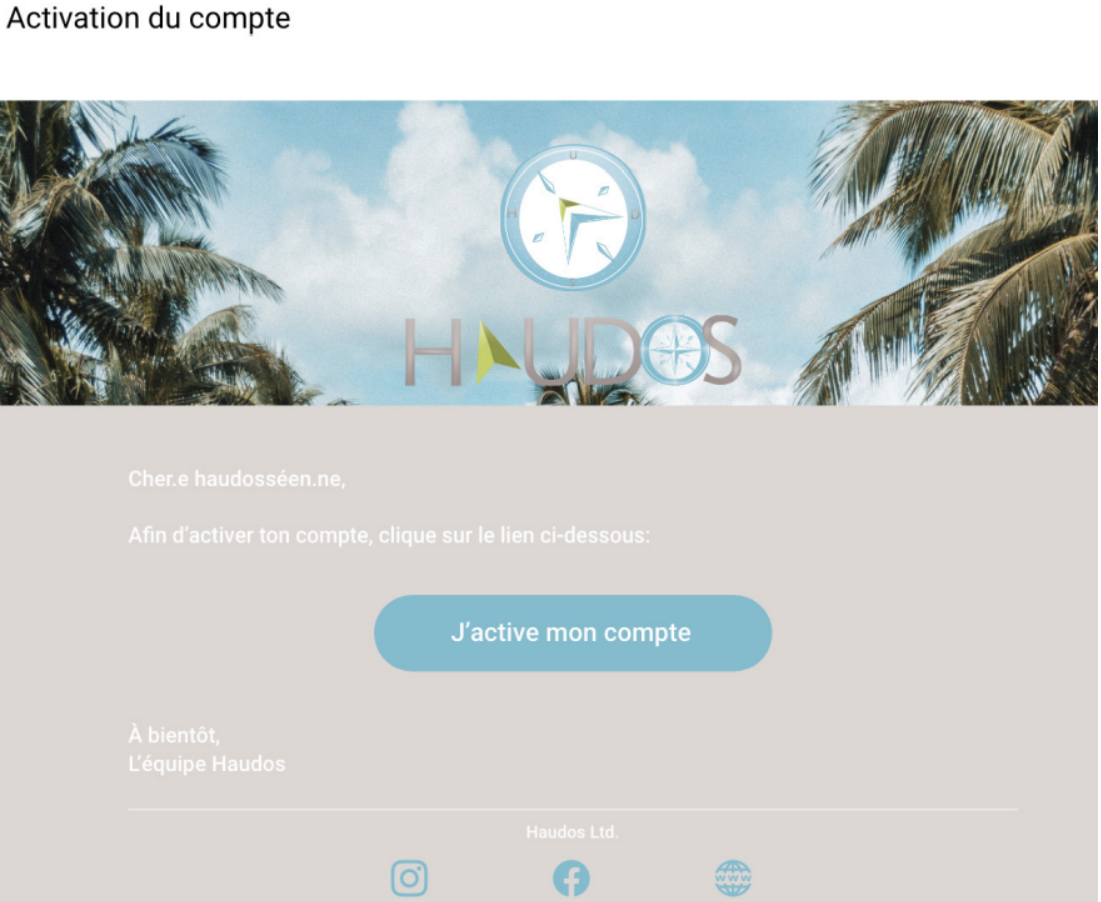 Activation du compte
U
H
D
HAUDOS
Cher.e haudosséen.ne,
Afin d’activer ton compte, clique sur le lien ci-dessous:
J’active mon compte
À bientôt,
L’équipe Haudos
Haudos Ltd.
www